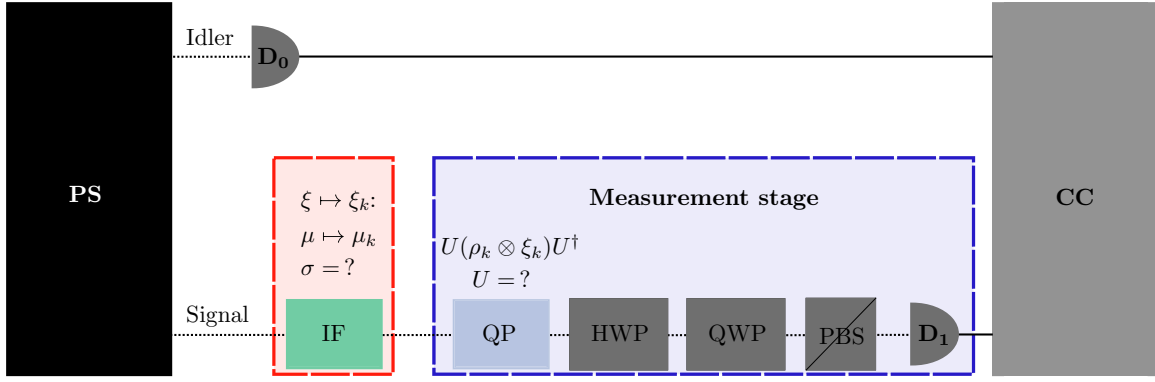 Idler
D₀
PS
CC
ξ ↦ ξₖ:
μ ↦ μₖ
σ = ?
Measurement stage
U(ρₖ ⊗ ξₖ)U†
U = ?
Signal
IF
QP
HWP
QWP
PBS
D₁